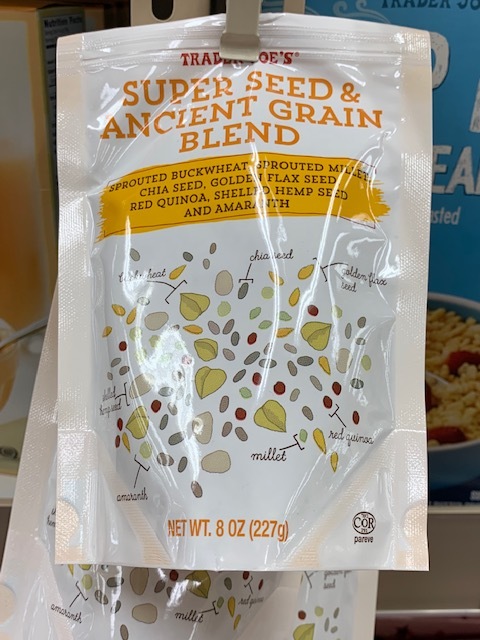 TRADER JOE'S®
SUPER SEED &
ANCIENT GRAIN
BLEND
SPROUTED BUCKWHEAT, SPROUTED MILLET,
CHIA SEED, GOLDEN FLAX SEED,
RED QUINOA, SHELLED HEMP SEED
AND AMARANTH
chia seed
buckwheat
golden flax
seed
shelled
hemp seed
red quinoa
millet
amaranth
NET WT. 8 OZ (227g)
COR
pareve
amaranth
millet
red quinoa